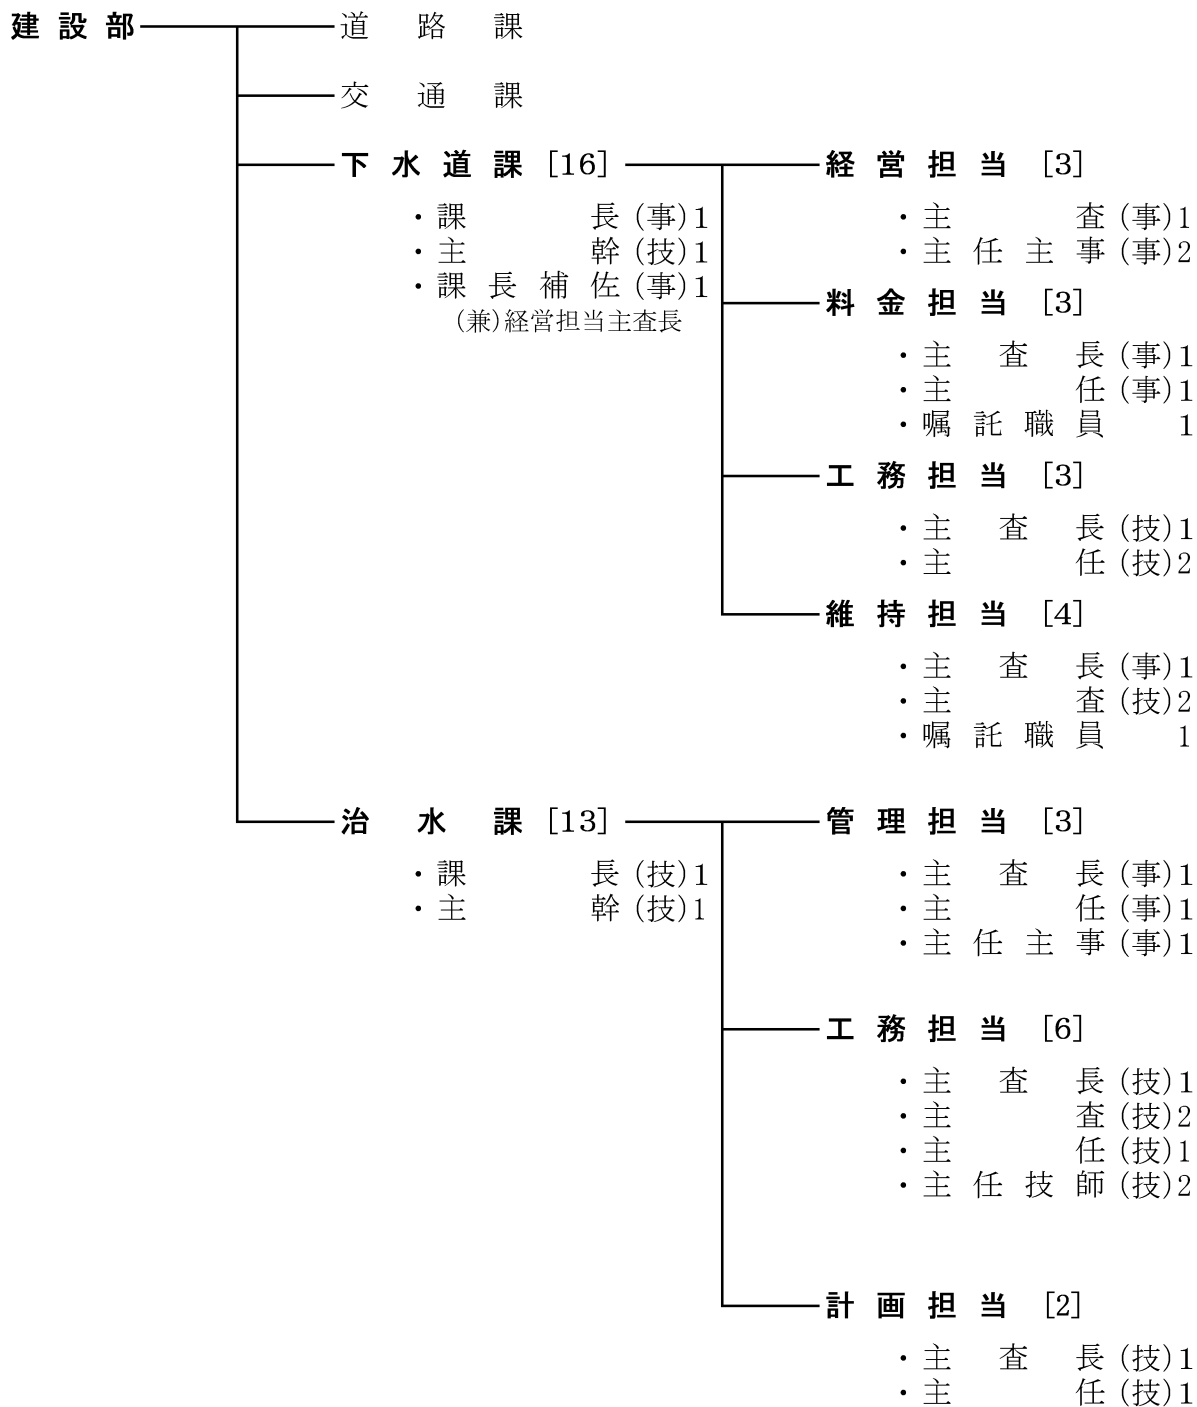 建設部 道路課
交通課
下水道課 [16] 経営担当 [3]
・課長(事)1 ・主査(事)1
・主幹(技)1 ・主任主事(事)2
・課長補佐(事)1 料金担当 [3]
(兼)経営担当主査長
・主査長(事)1
・主任(事)1
・嘱託職員 1
工務担当 [3]
・主査長(技)1
・主任(技)2
維持担当 [4]
・主査長(事)1
・主査(技)2
・嘱託職員 1
治水課 [13] 管理担当 [3]
・課長(技)1 ・主査長(事)1
・主幹(技)1 ・主任(事)1
・主任主事(事)1
工務担当 [6]
・主査長(技)1
・主査(技)2
・主任(技)1
・主任技師(技)2
計画担当 [2]
・主査長(技)1
・主任(技)1